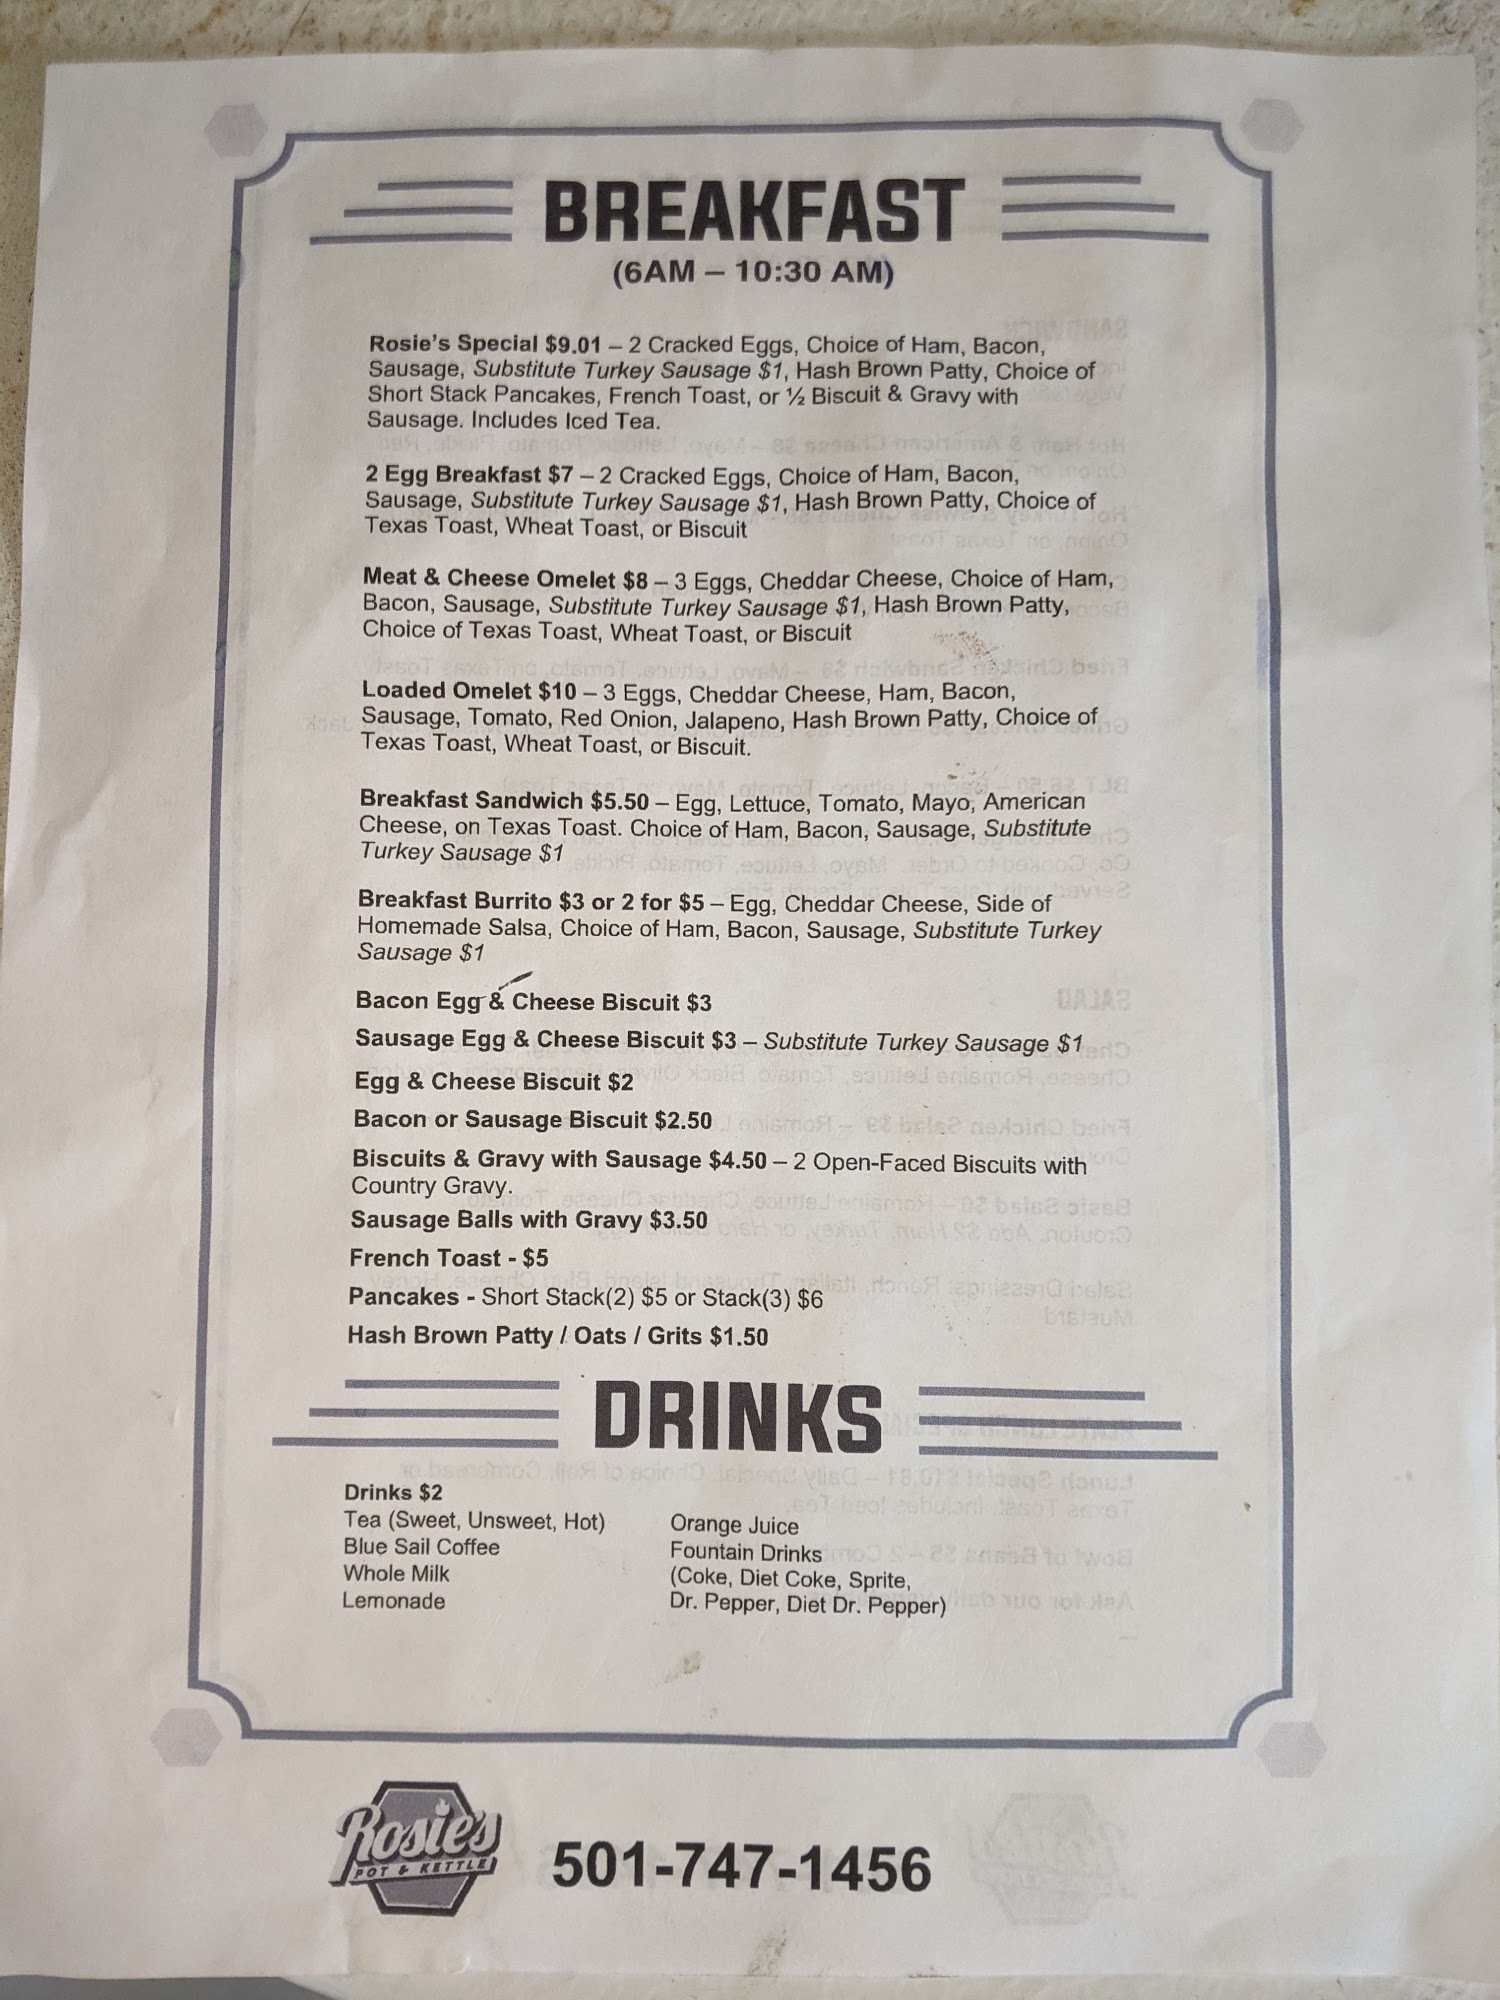 BREAKFAST
(6AM – 10:30 AM)
Rosie's Special $9.01 – 2 Cracked Eggs, Choice of Ham, Bacon,
Sausage, Substitute Turkey Sausage $1, Hash Brown Patty, Choice of
Short Stack Pancakes, French Toast, or ½ Biscuit & Gravy with
Sausage. Includes Iced Tea.
2 Egg Breakfast $7 – 2 Cracked Eggs, Choice of Ham, Bacon,
Sausage, Substitute Turkey Sausage $1, Hash Brown Patty, Choice of
Texas Toast, Wheat Toast, or Biscuit
Meat & Cheese Omelet $8 – 3 Eggs, Cheddar Cheese, Choice of Ham,
Bacon, Sausage, Substitute Turkey Sausage $1, Hash Brown Patty,
Choice of Texas Toast, Wheat Toast, or Biscuit
Loaded Omelet $10 – 3 Eggs, Cheddar Cheese, Ham, Bacon,
Sausage, Tomato, Red Onion, Jalapeno, Hash Brown Patty, Choice of
Texas Toast, Wheat Toast, or Biscuit.
Breakfast Sandwich $5.50 – Egg, Lettuce, Tomato, Mayo, American
Cheese, on Texas Toast. Choice of Ham, Bacon, Sausage, Substitute
Turkey Sausage $1
Breakfast Burrito $3 or 2 for $5 – Egg, Cheddar Cheese, Side of
Homemade Salsa, Choice of Ham, Bacon, Sausage, Substitute Turkey
Sausage $1
Bacon Egg & Cheese Biscuit $3
Sausage Egg & Cheese Biscuit $3 – Substitute Turkey Sausage $1
Egg & Cheese Biscuit $2
Bacon or Sausage Biscuit $2.50
Biscuits & Gravy with Sausage $4.50 – 2 Open-Faced Biscuits with
Country Gravy.
Sausage Balls with Gravy $3.50
French Toast - $5
Pancakes - Short Stack(2) $5 or Stack(3) $6
Hash Brown Patty / Oats / Grits $1.50
DRINKS
Drinks $2
Tea (Sweet, Unsweet, Hot)
Blue Sail Coffee
Whole Milk
Lemonade
Orange Juice
Fountain Drinks
(Coke, Diet Coke, Sprite,
Dr. Pepper, Diet Dr. Pepper)
Rosie's
POT & KETTLE
501-747-1456